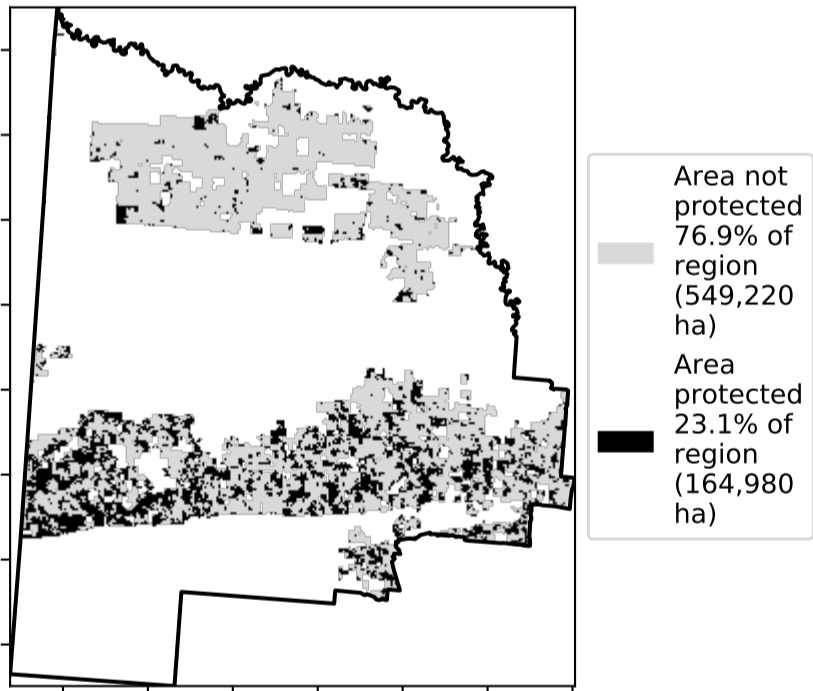 Area not
protected
76.9% of
region
(549,220
ha)
Area
protected
23.1% of
region
(164,980
ha)